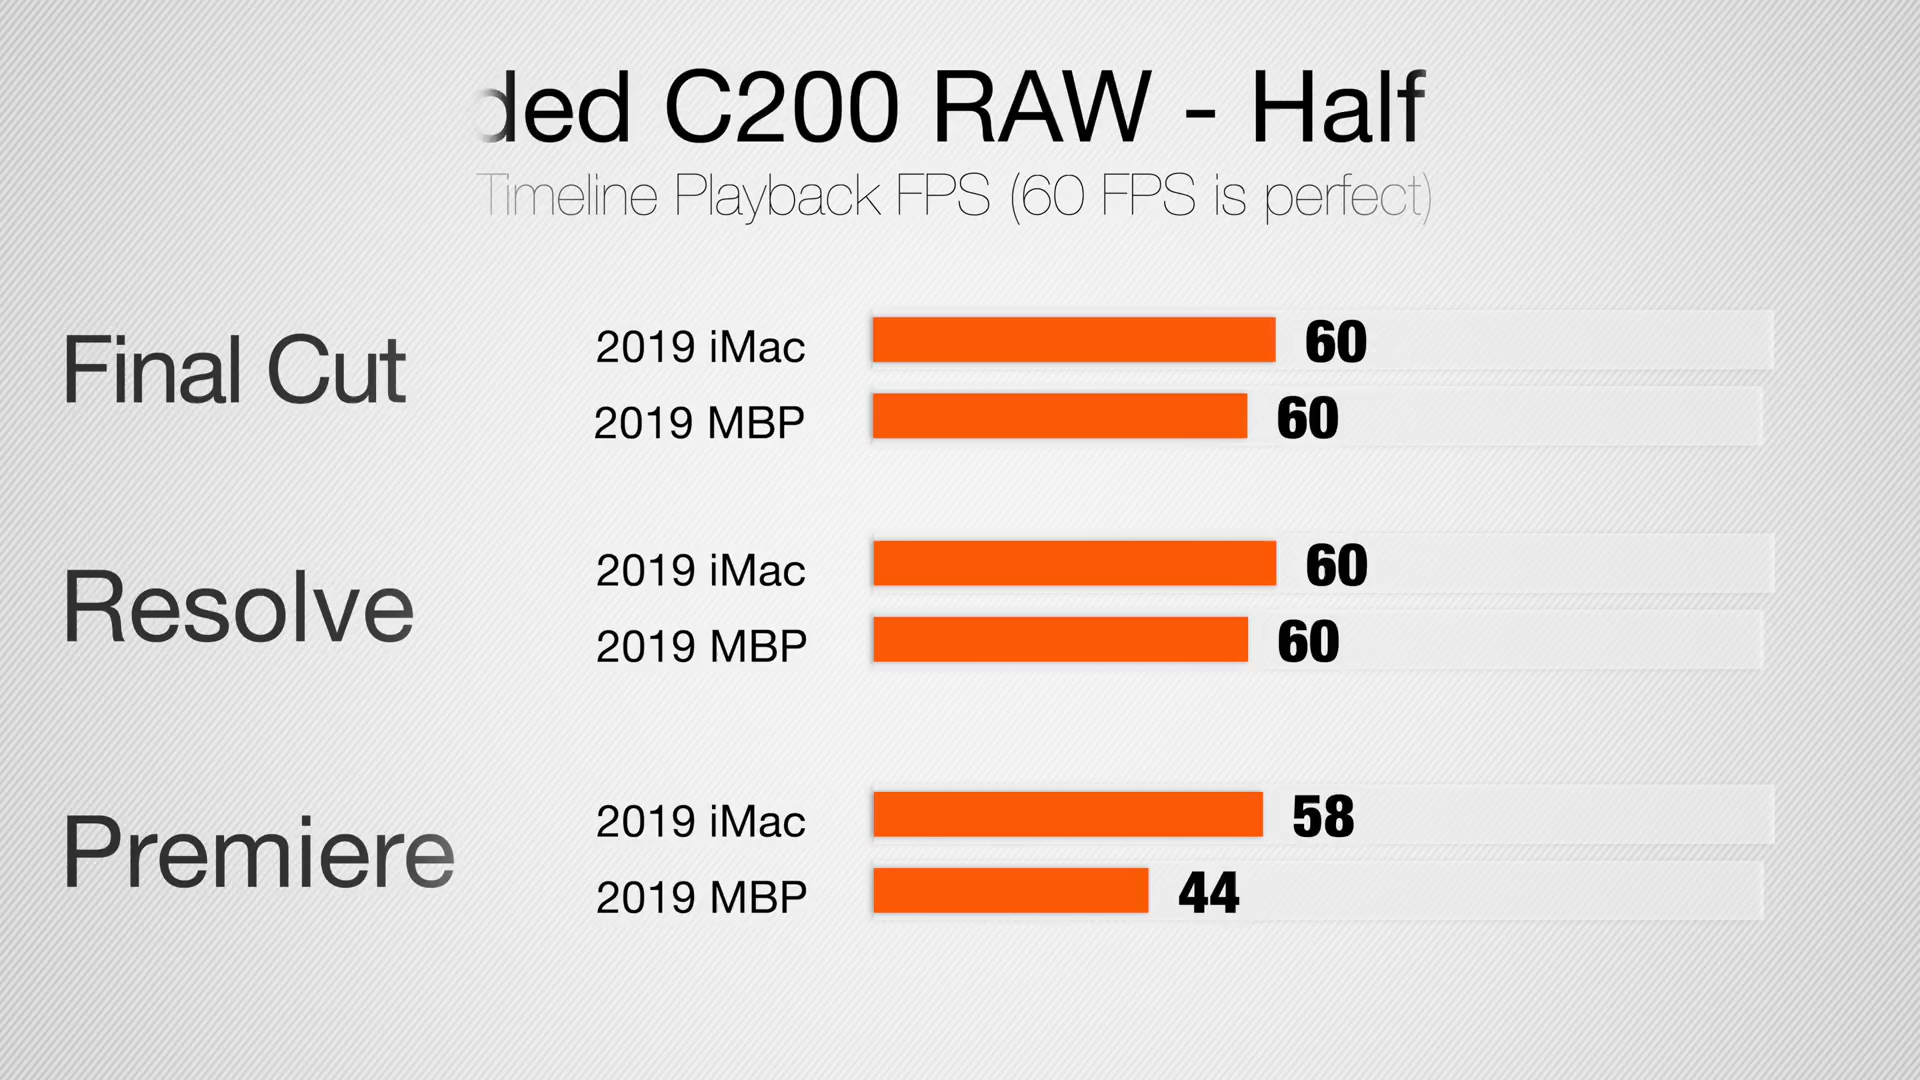 ded C200 RAW - Half
Timeline Playback FPS (60 FPS is perfect)
Final Cut
2019 iMac 60
2019 MBP 60
Resolve
2019 iMac 60
2019 MBP 60
Premiere
2019 iMac 58
2019 MBP 44